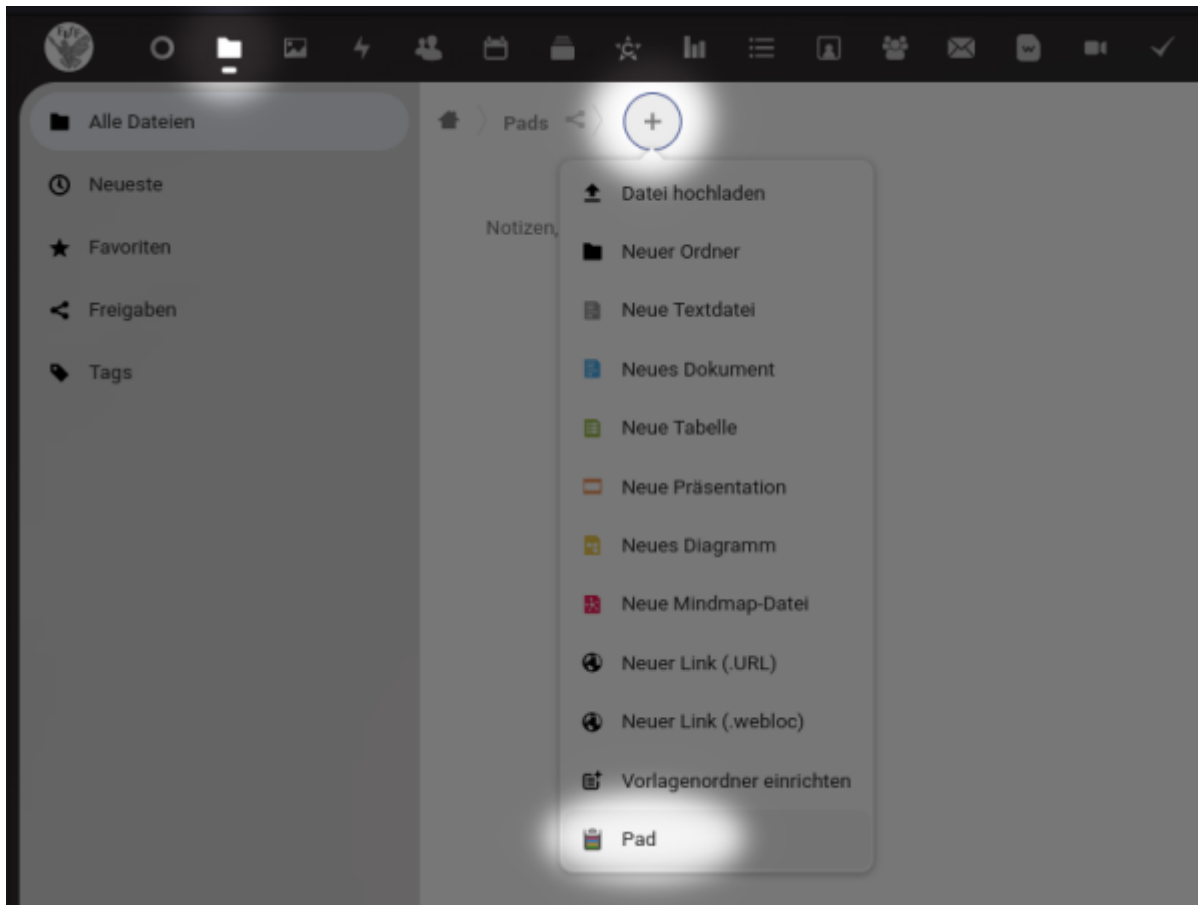 Alle Dateien
Pads
Neueste
Datei hochladen
Notizen,
Neuer Ordner
Favoriten
Freigaben
Neue Textdatei
Tags
Neues Dokument
Neue Tabelle
Neue Präsentation
Neues Diagramm
Neue Mindmap-Datei
Neuer Link (.URL)
Neuer Link (.webloc)
Vorlagenordner einrichten
Pad